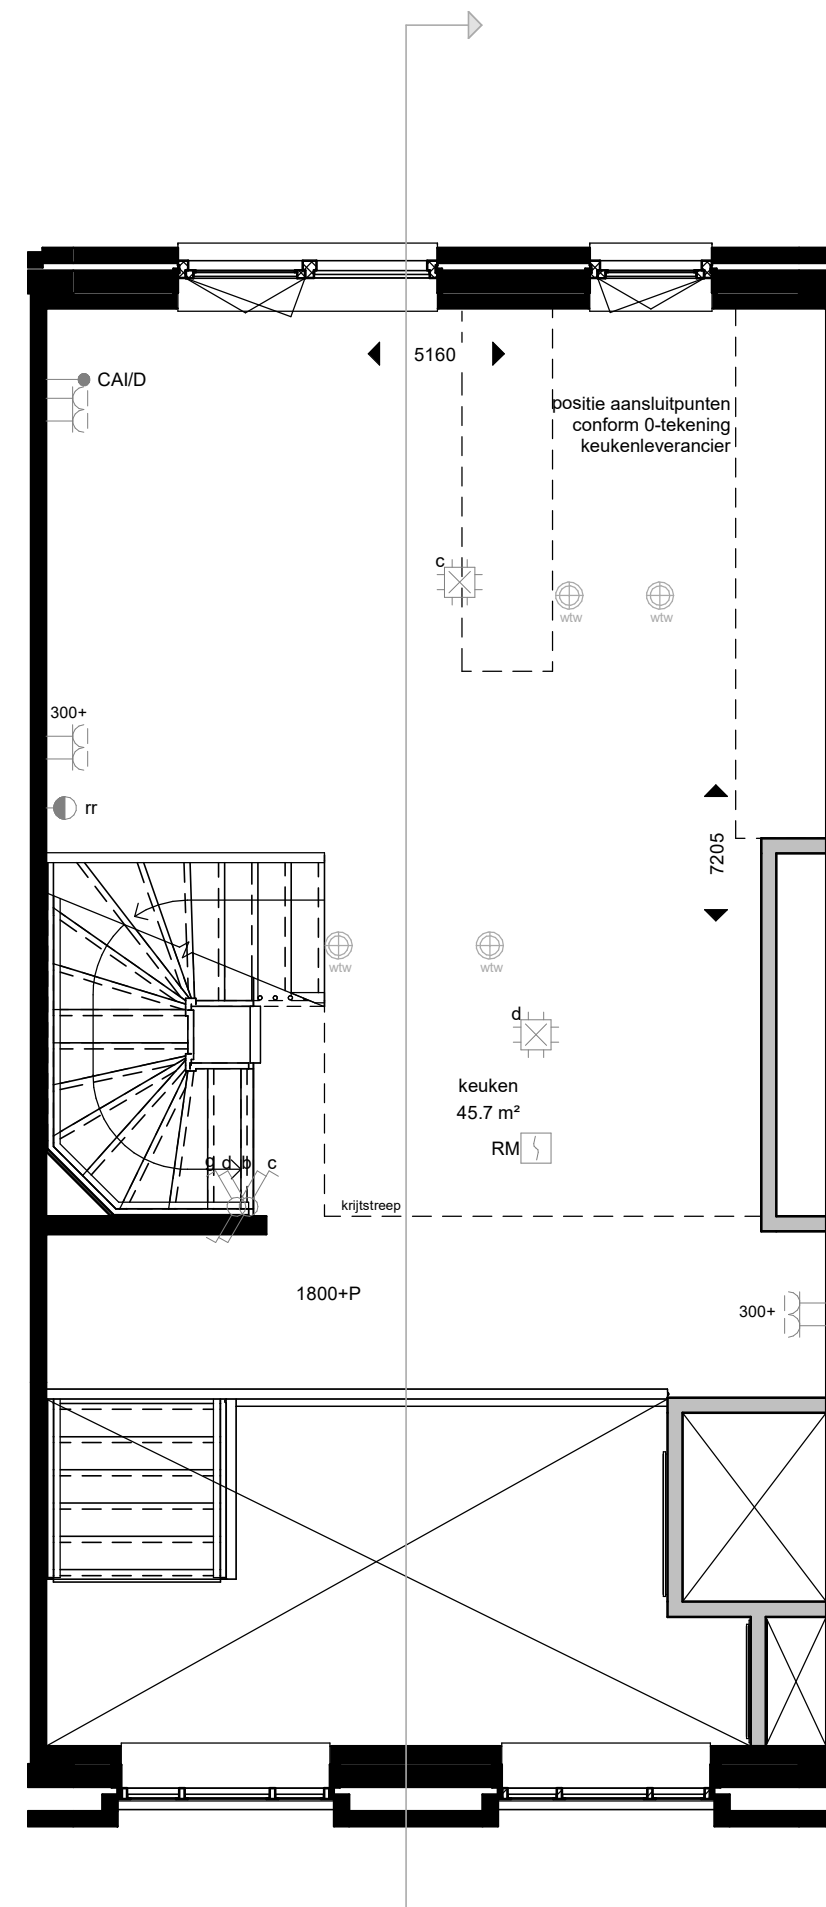 5160
CAI/D
positie aansluitpunten
conform 0-tekening
keukenleverancier
c
wtw
wtw
300+
rr
7205
wtw
wtw
d
keuken
45.7 m²
RM
g d b c
krijtstreep
1800+P
300+